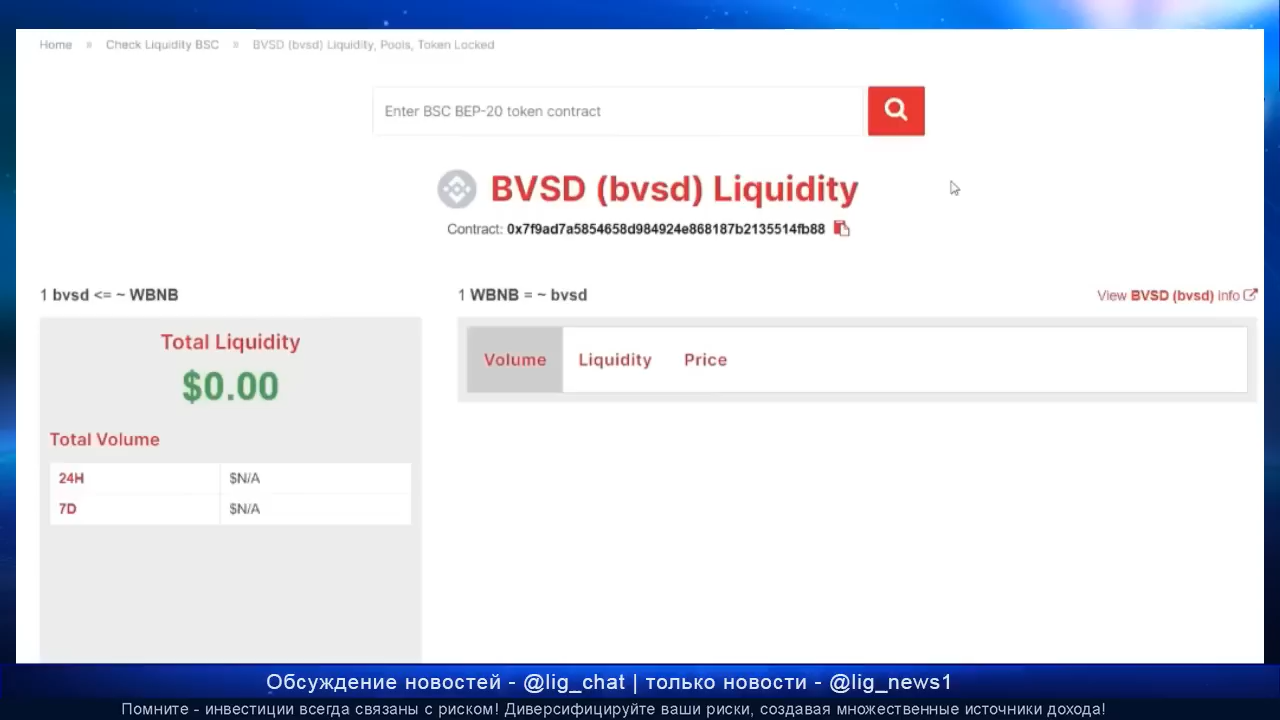 Home » Check Liquidity BSC » BVSD (bvsd) Liquidity, Pools, Token Locked
Enter BSC BEP-20 token contract
BVSD (bvsd) Liquidity
Contract: 0x7f9ad7a5854658d984924e868187b2135514fb88
1 bvsd <= ~ WBNB
1 WBNB = ~ bvsd
View BVSD (bvsd) Info
Total Liquidity
$0.00
Volume Liquidity Price
Total Volume
24H $N/A
7D $N/A
Обсуждение новостей - @lig_chat | только новости - @lig_news1
Помните - инвестиции всегда связаны с риском! Диверсифицируйте ваши риски, создавая множественные источники дохода!